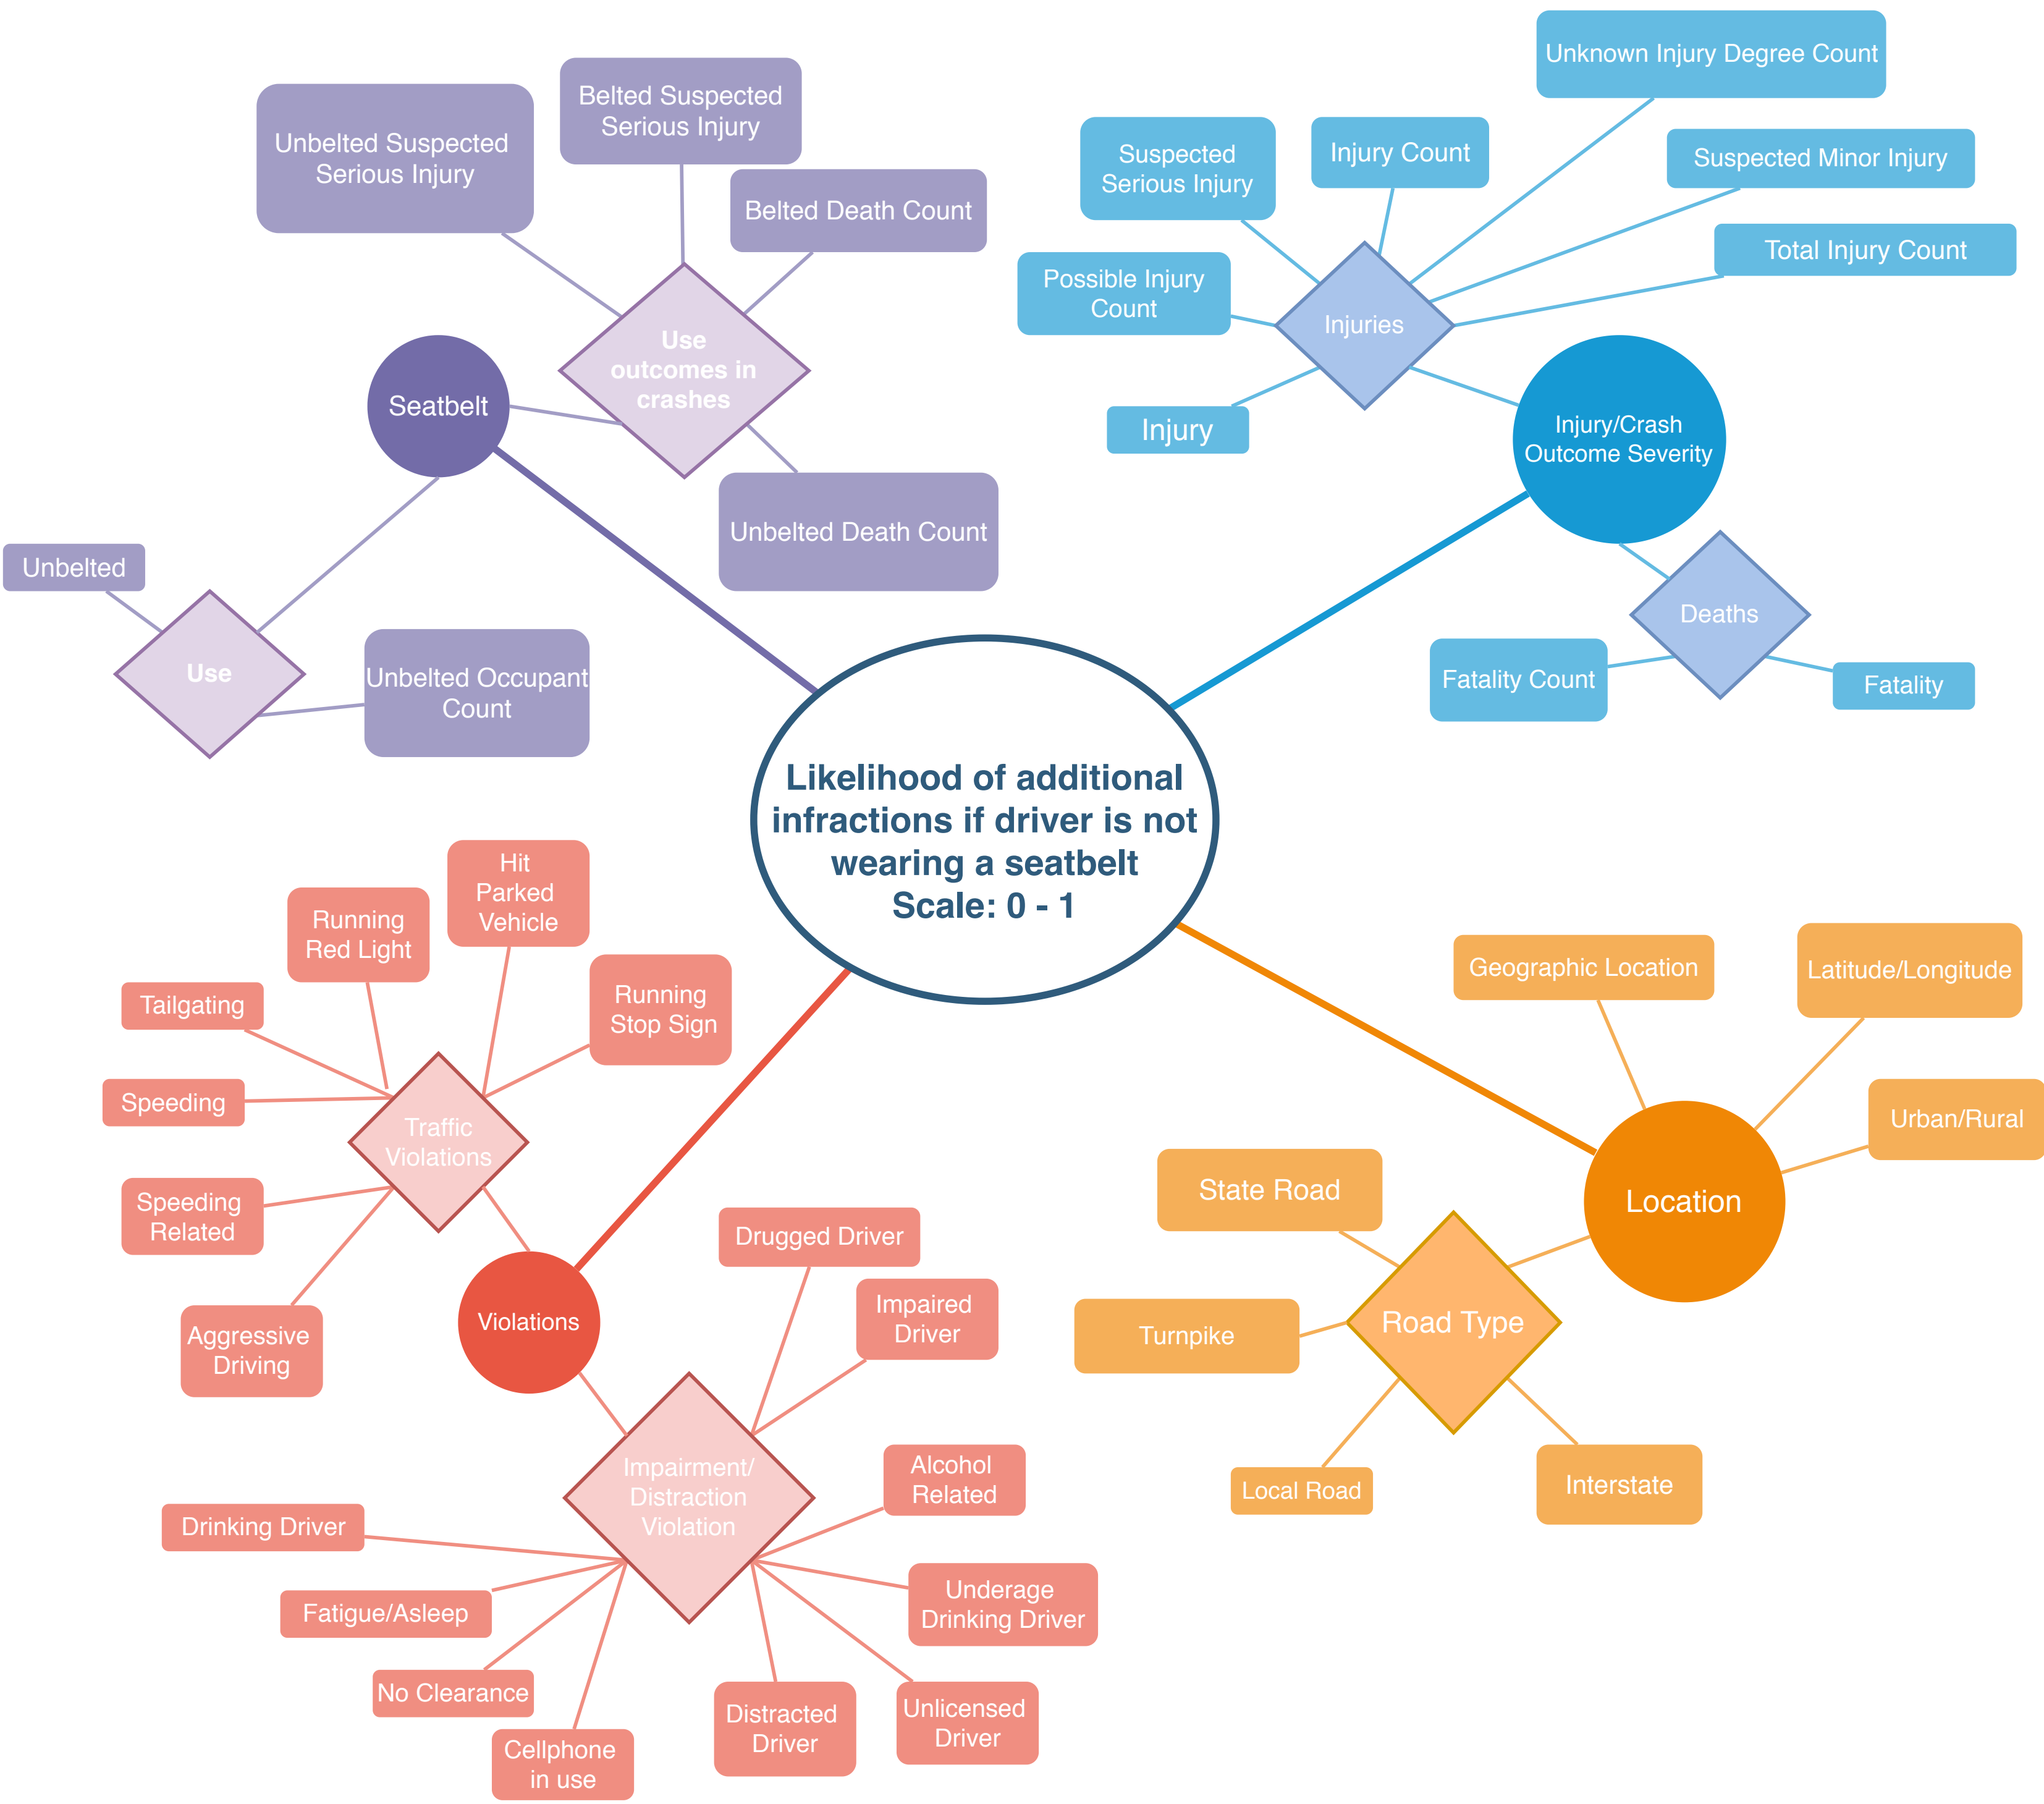 Unbelted Suspected
Serious Injury
Belted Suspected
Serious Injury
Belted Death Count
Use
outcomes in
crashes
Seatbelt
Unbelted Death Count
Unbelted
Use
Unbelted Occupant
Count
Unknown Injury Degree Count
Suspected
Serious Injury
Injury Count
Suspected Minor Injury
Total Injury Count
Possible Injury
Count
Injuries
Injury
Injury/Crash
Outcome Severity
Deaths
Fatality Count
Fatality
Likelihood of additional
infractions if driver is not
wearing a seatbelt
Scale: 0 - 1
Hit
Parked
Vehicle
Running
Red Light
Running
Stop Sign
Tailgating
Speeding
Traffic
Violations
Speeding
Related
Aggressive
Driving
Violations
Drugged Driver
Impaired
Driver
Impairment/
Distraction
Violation
Alcohol
Related
Drinking Driver
Fatigue/Asleep
Underage
Drinking Driver
No Clearance
Cellphone
in use
Distracted
Driver
Unlicensed
Driver
Geographic Location
Latitude/Longitude
Urban/Rural
Location
State Road
Road Type
Turnpike
Local Road
Interstate